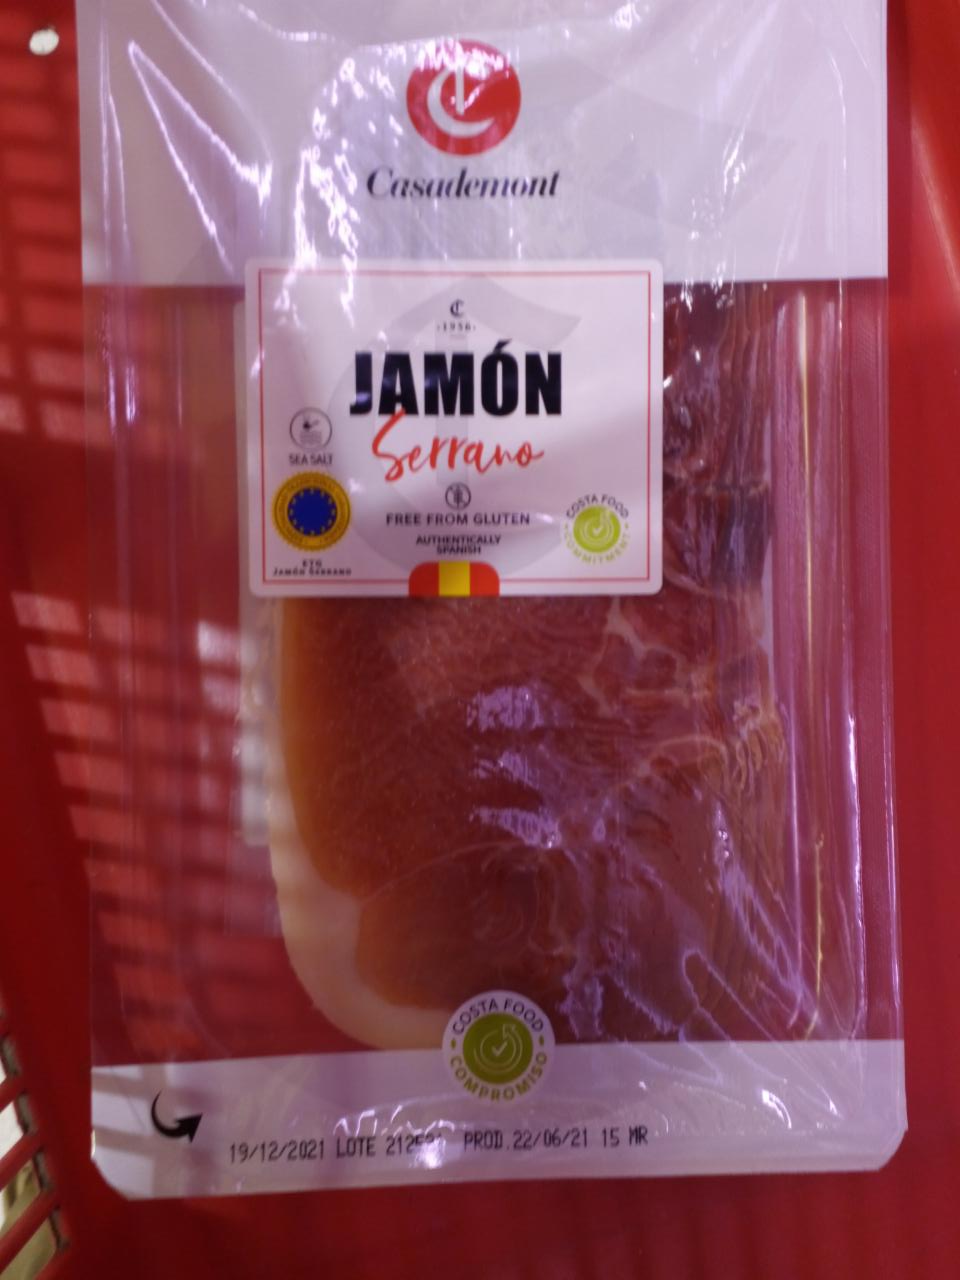 Casademont
·1956·
JAMÓN
Serrano
SEA SALT
FREE FROM GLUTEN
AUTHENTICALLY
SPANISH
ETG
JAMÓN SERRANO
COSTA FOOD
COMMITMENT
COSTA FOOD
COMPROMISO
19/12/2021 LOTE PROD.22/06/21 15 MR